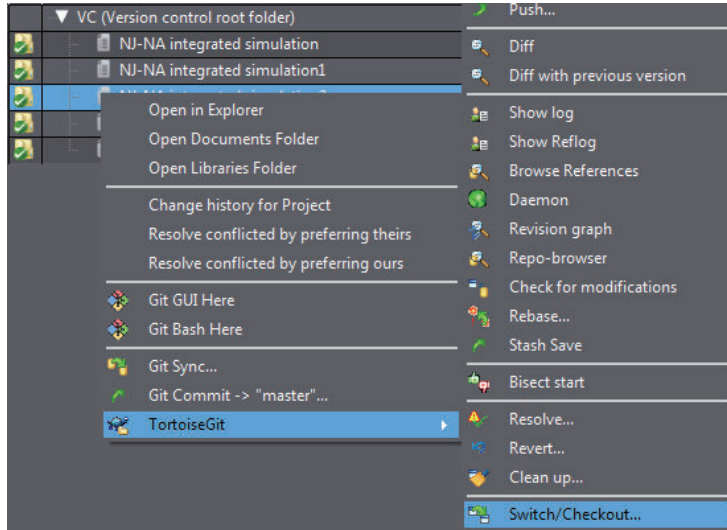 VC (Version control root folder)
NJ-NA integrated simulation
NJ-NA integrated simulation1
Open in Explorer
Open Documents Folder
Open Libraries Folder
Change history for Project
Resolve conflicted by preferring theirs
Resolve conflicted by preferring ours
Git GUI Here
Git Bash Here
Git Sync...
Git Commit -> "master"...
TortoiseGit
Push...
Diff
Diff with previous version
Show log
Show Reflog
Browse References
Daemon
Revision graph
Repo-browser
Check for modifications
Rebase...
Stash Save
Bisect start
Resolve...
Revert...
Clean up...
Switch/Checkout...